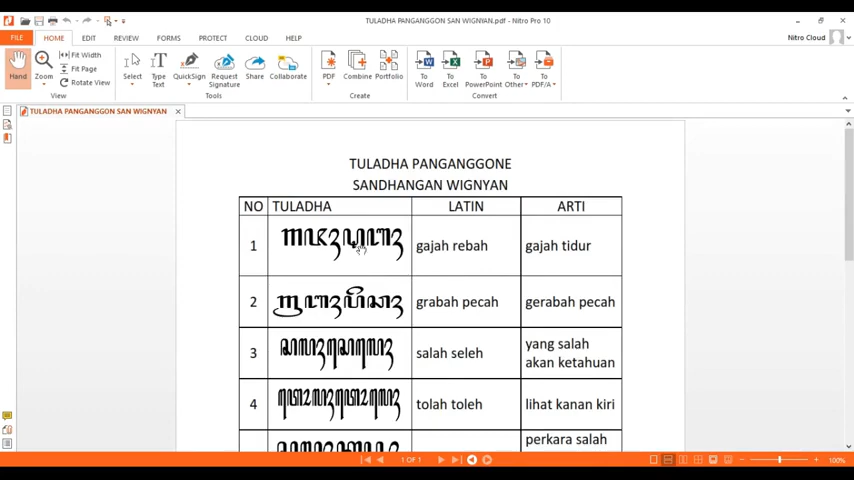 TULADHA PANGANGGON SAN WIGNYAN.pdf - Nitro Pro 10
FILE HOME EDIT REVIEW FORMS PROTECT CLOUD HELP Nitro Cloud
Hand Zoom Fit Width
Fit Page
Rotate View
Select Type Text QuickSign Request Signature Share Collaborate
PDF Combine Portfolio
To Word To Excel To PowerPoint To Other To PDF/A
View Tools Create Convert
TULADHA PANGANGGON SAN WIGNYAN
TULADHA PANGANGGONE
SANDHANGAN WIGNYAN
NO TULADHA LATIN ARTI
1 gajah rebah gajah tidur
2 grabah pecah gerabah pecah
3 salah seleh yang salah akan ketahuan
4 tolah toleh lihat kanan kiri
perkara salah
1 OF 1
100%